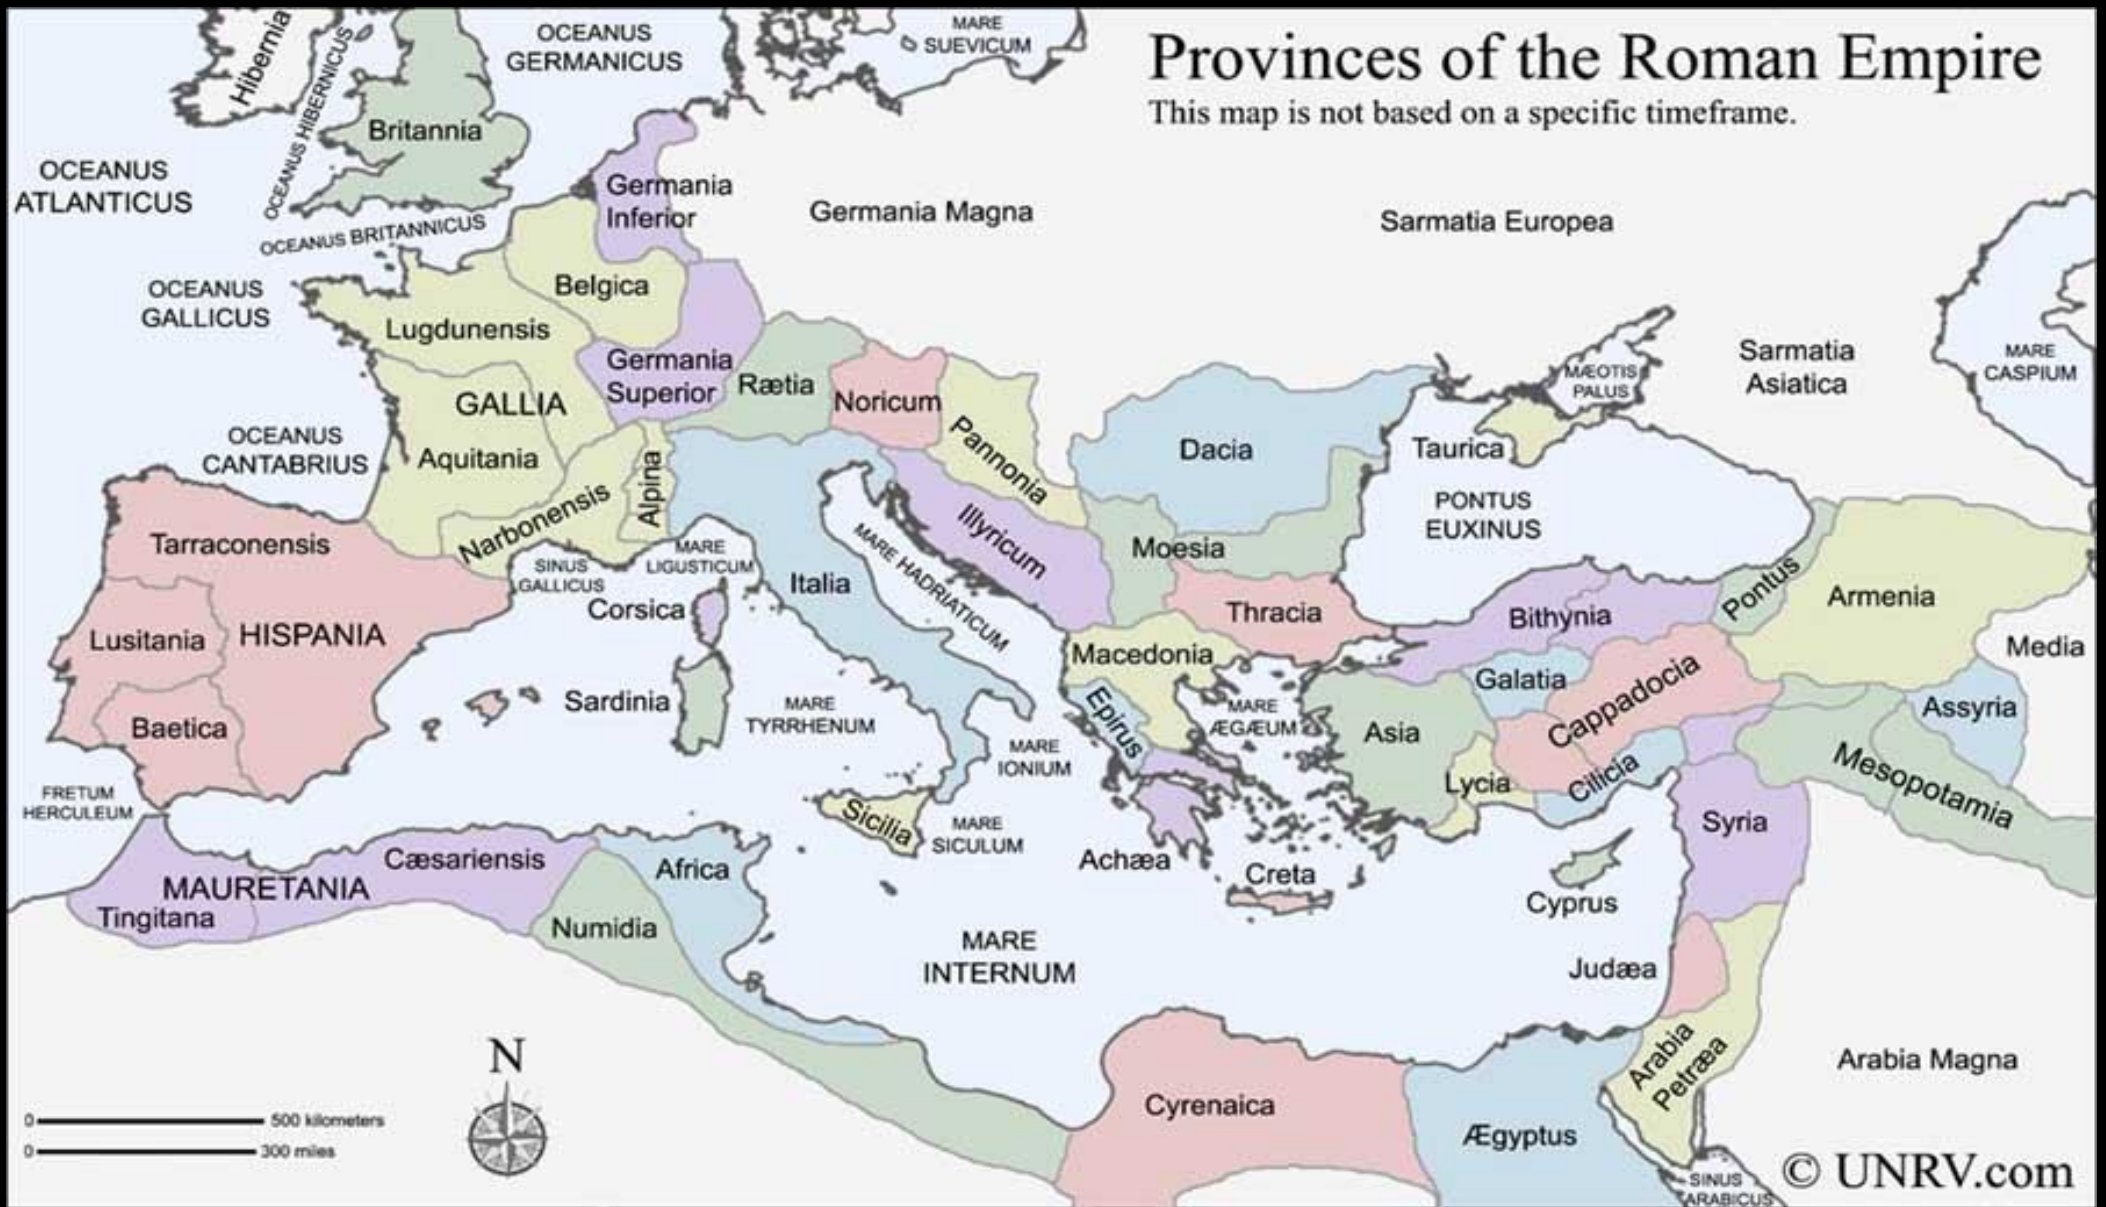 Provinces of the Roman Empire
This map is not based on a specific timeframe.
Hibernia
OCEANUS HIBERNICUS
OCEANUS
GERMANICUS
MARE
SUEVICUM
Britannia
OCEANUS
ATLANTICUS
OCEANUS BRITANNICUS
Germania
Inferior
Germania Magna
Sarmatia Europea
OCEANUS
GALLICUS
Belgica
Lugdunensis
Germania
Superior
Rætia
Noricum
GALLIA
Aquitania
OCEANUS
CANTABRIUS
Narbonensis
Alpina
Pannonia
Dacia
Taurica
MÆOTIS
PALUS
Sarmatia
Asiatica
MARE
CASPIUM
PONTUS
EUXINUS
Tarraconensis
Lusitania
HISPANIA
Baetica
SINUS
GALLICUS
MARE
LIGUSTICUM
Corsica
Sardinia
Italia
MARE HADRIATICUM
Illyricum
Moesia
Thracia
Macedonia
Epirus
MARE
TYRRHENUM
MARE
IONIUM
MARE
ÆGÆUM
Bithynia
Pontus
Armenia
Media
Galatia
Cappadocia
Assyria
Asia
Lycia
Cilicia
Mesopotamia
Syria
FRETUM
HERCULEUM
Sicilia
MARE
SICULUM
Achæa
Creta
Cyprus
MAURETANIA
Cæsariensis
Tingitana
Africa
Numidia
MARE
INTERNUM
Judæa
Arabia
Petræa
Arabia Magna
Cyrenaica
Ægyptus
N
0 500 kilometers
0 300 miles
SINUS
ARABICUS
© UNRV.com